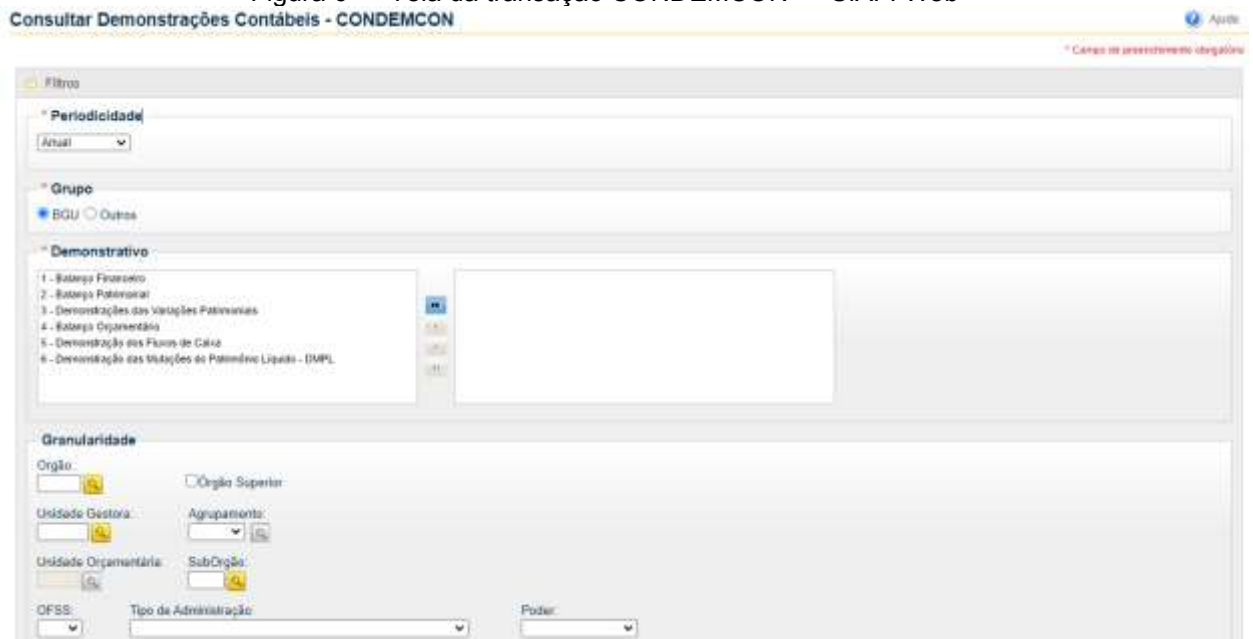 Consultar Demonstrações Contábeis - CONDEMCON
Ajuda
* Campo de preenchimento obrigatório
Filtros
* Periodicidade
Anual
* Grupo
BGU Outros
* Demonstrativo
1 - Balanço Financeiro
2 - Balanço Patrimonial
3 - Demonstrações das Variações Patrimoniais
4 - Balanço Orçamentário
5 - Demonstração dos Fluxos de Caixa
6 - Demonstração das Mutações do Patrimônio Líquido - DMPL
Granularidade
Órgão:
Órgão Superior
Unidade Gestora: Agrupamento:
Unidade Orçamentária: SubÓrgão:
OFSS: Tipo de Administração: Poder: